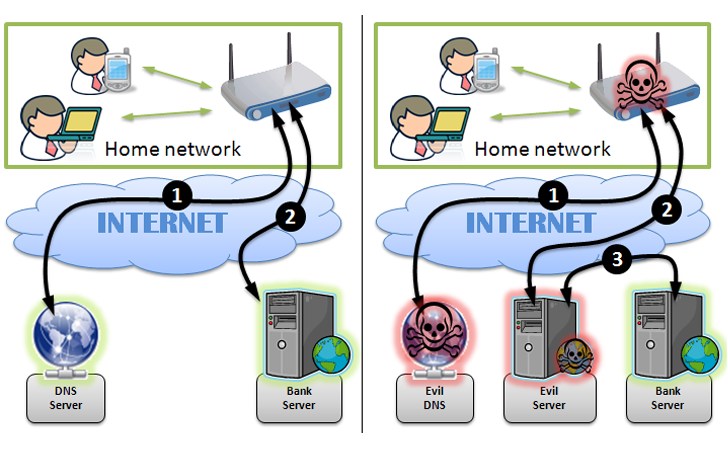 Home network
1
INTERNET
2
DNS
Server
Bank
Server
Home network
1
INTERNET
2
3
Evil
DNS
Evil
Server
Bank
Server